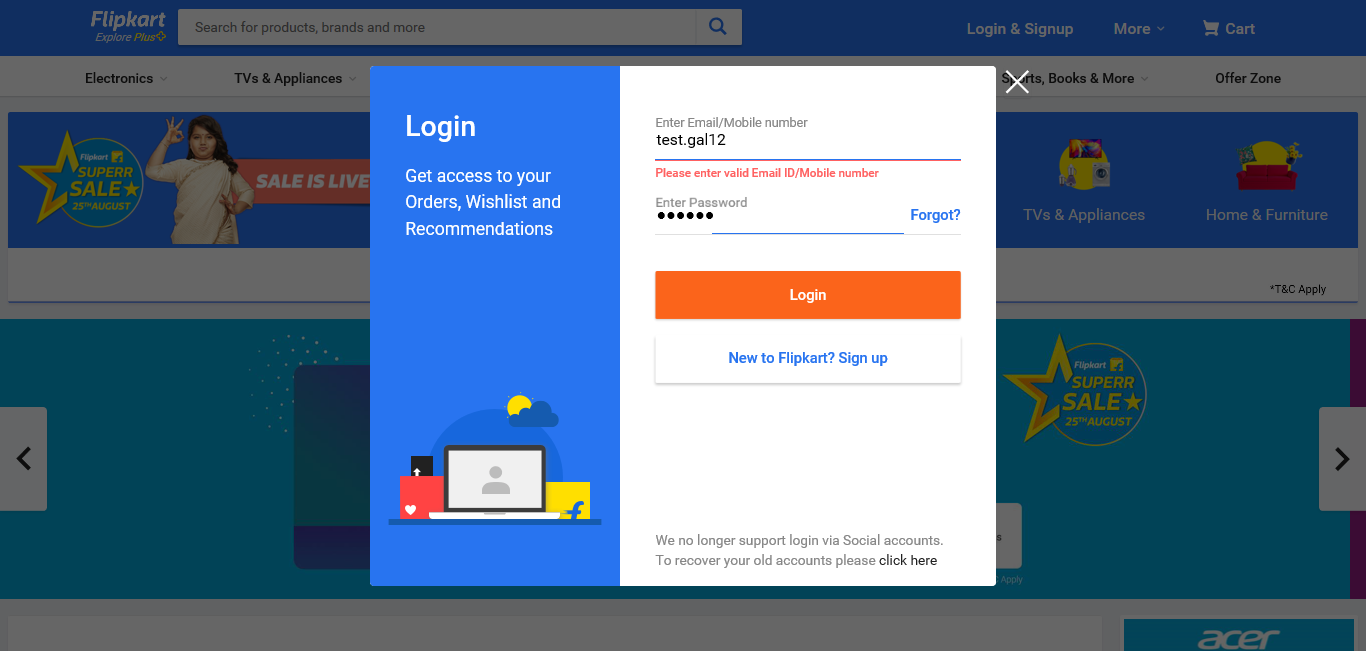 Flipkart
Explore Plus
Search for products, brands and more
Login & Signup
More
Cart
Electronics
TVs & Appliances
Sports, Books & More
Offer Zone
Flipkart
SUPERR
SALE
25TH AUGUST
SALE IS LIVE
TVs & Appliances
Home & Furniture
*T&C Apply
Login
Get access to your
Orders, Wishlist and
Recommendations
Enter Email/Mobile number
test.gal12
Please enter valid Email ID/Mobile number
Enter Password
••••••
Forgot?
Login
New to Flipkart? Sign up
We no longer support login via Social accounts.
To recover your old accounts please click here
Flipkart
SUPERR
SALE
25TH AUGUST
Apply
acer